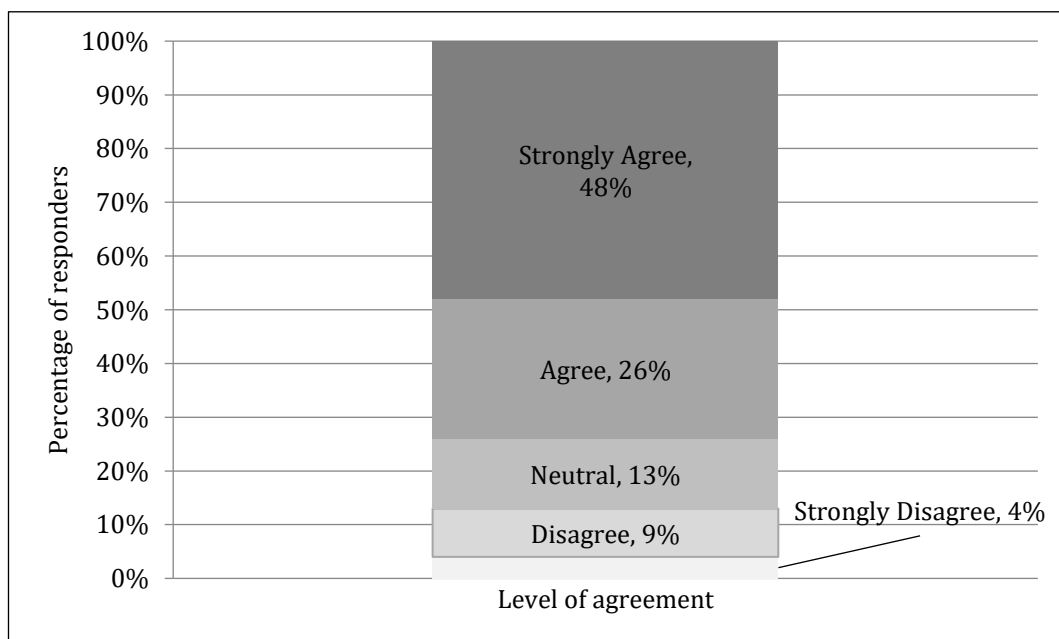 100%
90%
80%
70%
60%
50%
40%
30%
20%
10%
0%
Percentage of responders
Strongly Agree,
48%
Agree, 26%
Neutral, 13%
Disagree, 9%
Strongly Disagree, 4%
Level of agreement